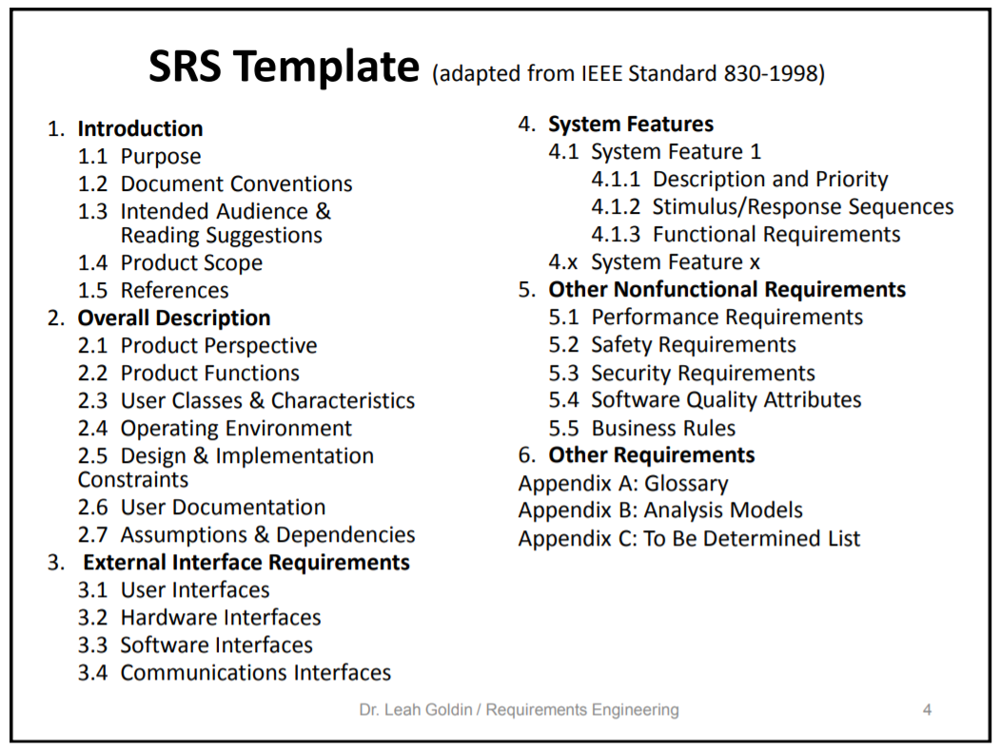 SRS Template (adapted from IEEE Standard 830-1998)
1. Introduction
1.1 Purpose
1.2 Document Conventions
1.3 Intended Audience &
Reading Suggestions
1.4 Product Scope
1.5 References
2. Overall Description
2.1 Product Perspective
2.2 Product Functions
2.3 User Classes & Characteristics
2.4 Operating Environment
2.5 Design & Implementation
Constraints
2.6 User Documentation
2.7 Assumptions & Dependencies
3. External Interface Requirements
3.1 User Interfaces
3.2 Hardware Interfaces
3.3 Software Interfaces
3.4 Communications Interfaces
4. System Features
4.1 System Feature 1
4.1.1 Description and Priority
4.1.2 Stimulus/Response Sequences
4.1.3 Functional Requirements
4.x System Feature x
5. Other Nonfunctional Requirements
5.1 Performance Requirements
5.2 Safety Requirements
5.3 Security Requirements
5.4 Software Quality Attributes
5.5 Business Rules
6. Other Requirements
Appendix A: Glossary
Appendix B: Analysis Models
Appendix C: To Be Determined List
Dr. Leah Goldin / Requirements Engineering
4